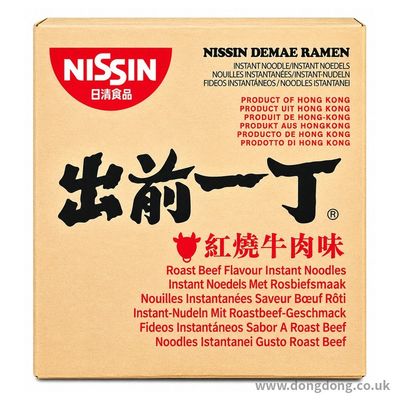 NISSIN
日清食品
NISSIN DEMAE RAMEN
INSTANT NOODLE/INSTANT NOEDELS
NOUILLES INSTANTANÉES/INSTANT-NUDELN
FIDEOS INSTANTÁNEOS / NOODLES ISTANTANEI
PRODUCT OF HONG KONG
PRODUCT UIT HONG KONG
PRODUIT DE HONG-KONG
PRODUKT AUS HONGKONG
PRODUCTO DE HONG KONG
PRODOTTO DI HONG KONG
出前一丁®
紅燒牛肉味
Roast Beef Flavour Instant Noodles
Instant Noedels Met Rosbiefsmaak
Nouilles Instantanées Saveur Bœuf Rôti
Instant-Nudeln Mit Roastbeef-Geschmack
Fideos Instantáneos Sabor A Roast Beef
Noodles Istantanei Gusto Roast Beef
www.dongdong.co.uk